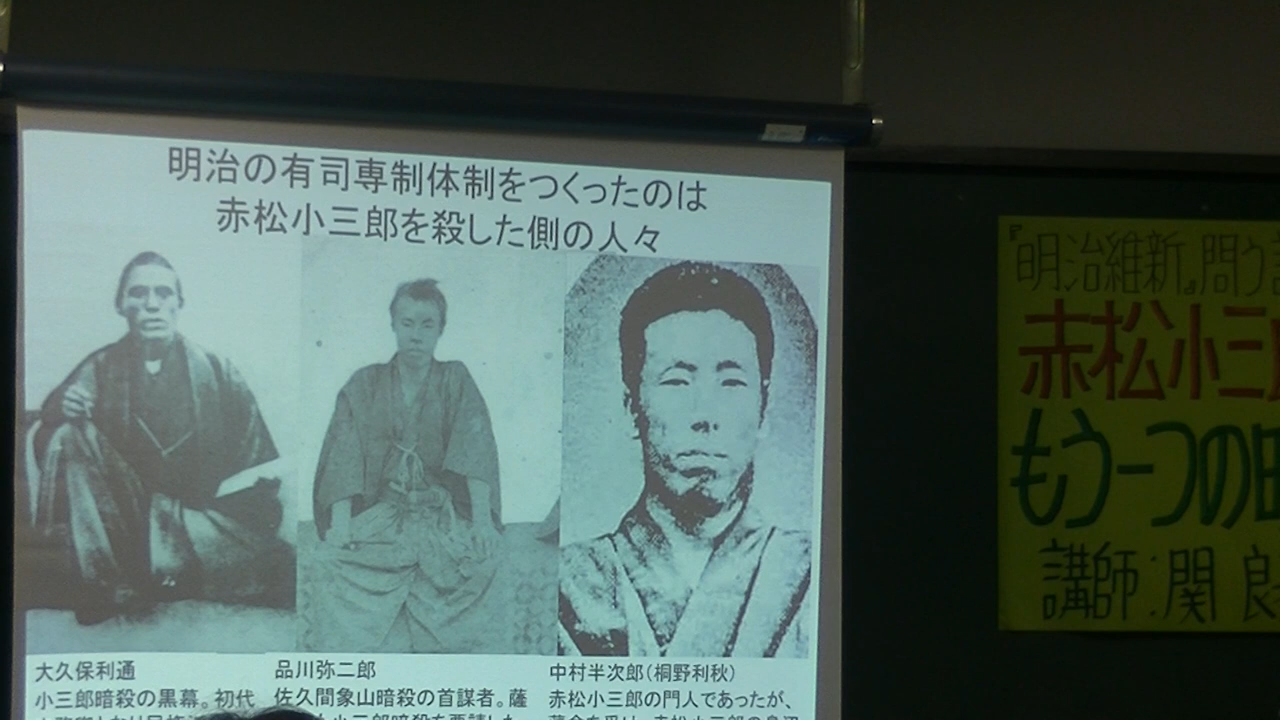 明治の有司専制体制をつくったのは
赤松小三郎を殺した側の人々
大久保利通
小三郎暗殺の黒幕。初代
品川弥二郎
佐久間象山暗殺の首謀者。薩
中村半次郎(桐野利秋)
赤松小三郎の門人であったが、
『明治維新』問う
赤松小三
もう一つの
講師:関 良